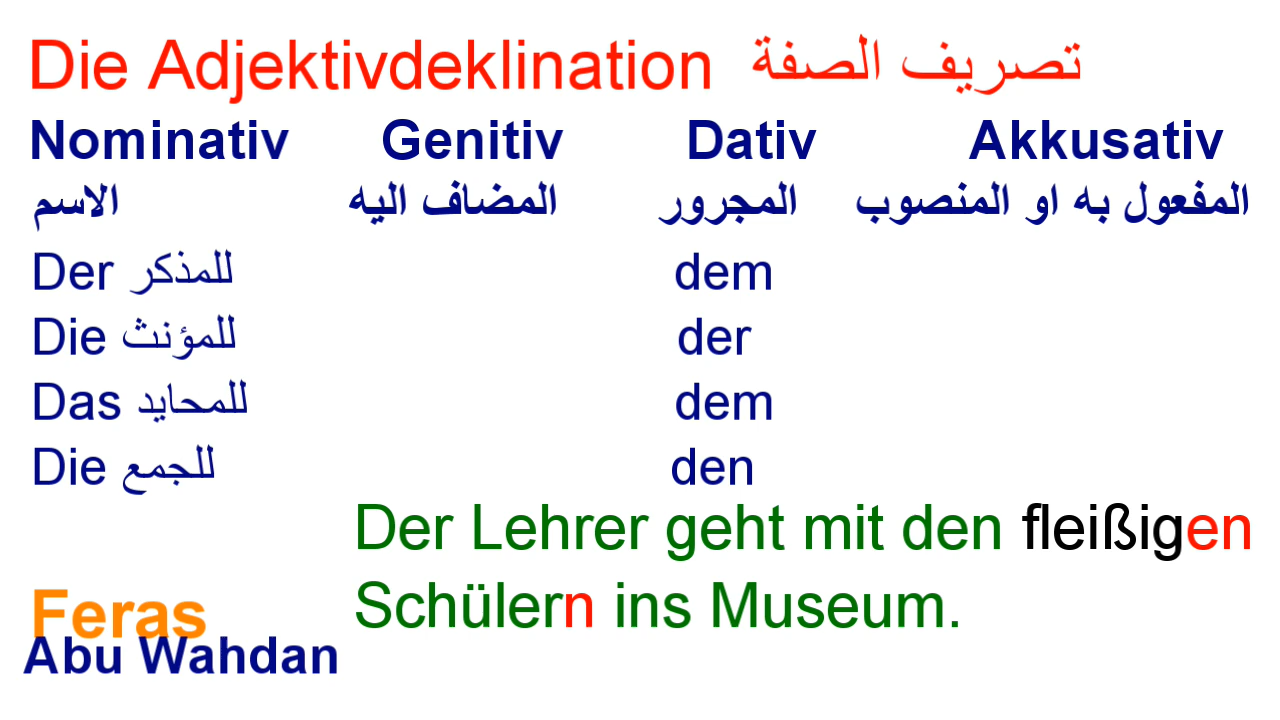 Die Adjektivdeklination تصريف الصفة
Nominativ Genitiv Dativ Akkusativ
الاسم المضاف اليه المجرور المفعول به او المنصوب
Der للمذكر dem
Die للمؤنث der
Das للمحايد dem
Die للجمع den
Der Lehrer geht mit den fleißigen
Schülern ins Museum.
Feras
Abu Wahdan